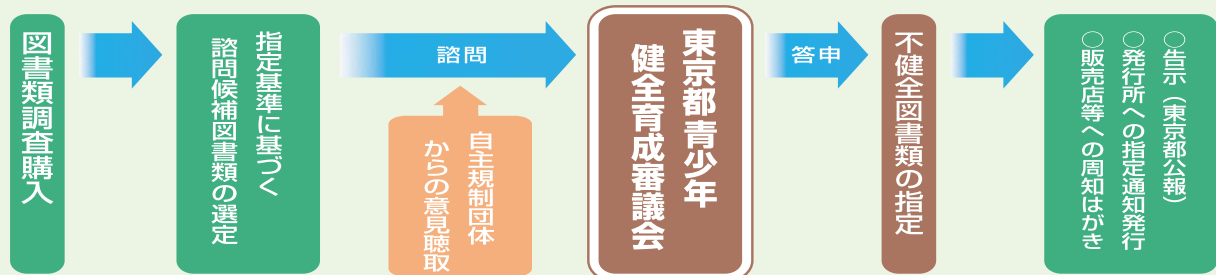 図書類調査購入
指定基準に基づく
諮問候補図書類の選定
諮問
自主規制団体
からの意見聴取
東京都青少年
健全育成審議会
答申
不健全図書類の指定
○告示（東京都公報）
○発行所への指定通知発行
○販売店等への周知はがき